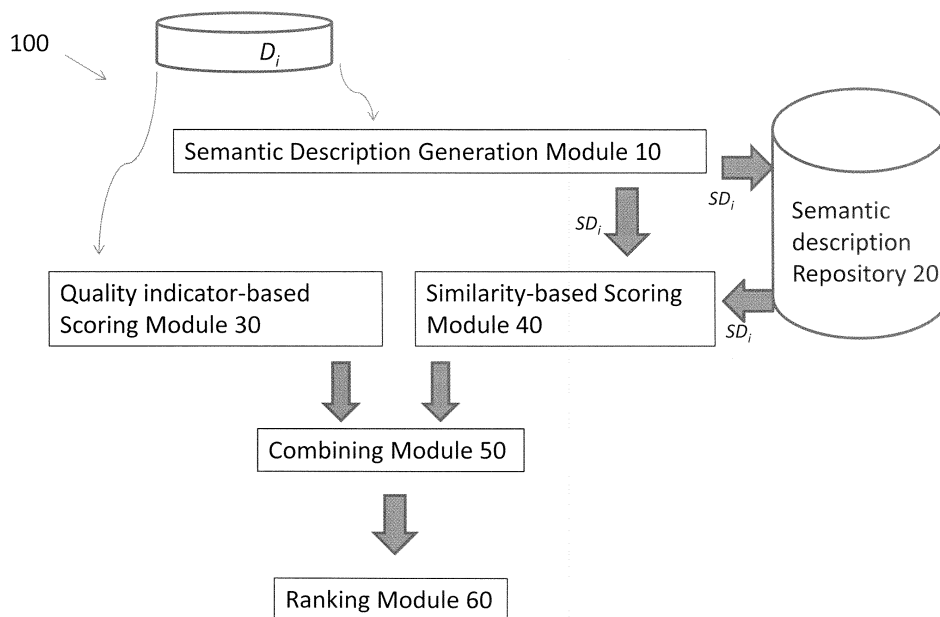 100
D_i
Semantic Description Generation Module 10
SD_i
SD_i
Semantic
description
Repository 20
Quality indicator-based
Scoring Module 30
Similarity-based Scoring
Module 40
SD_i
Combining Module 50
Ranking Module 60